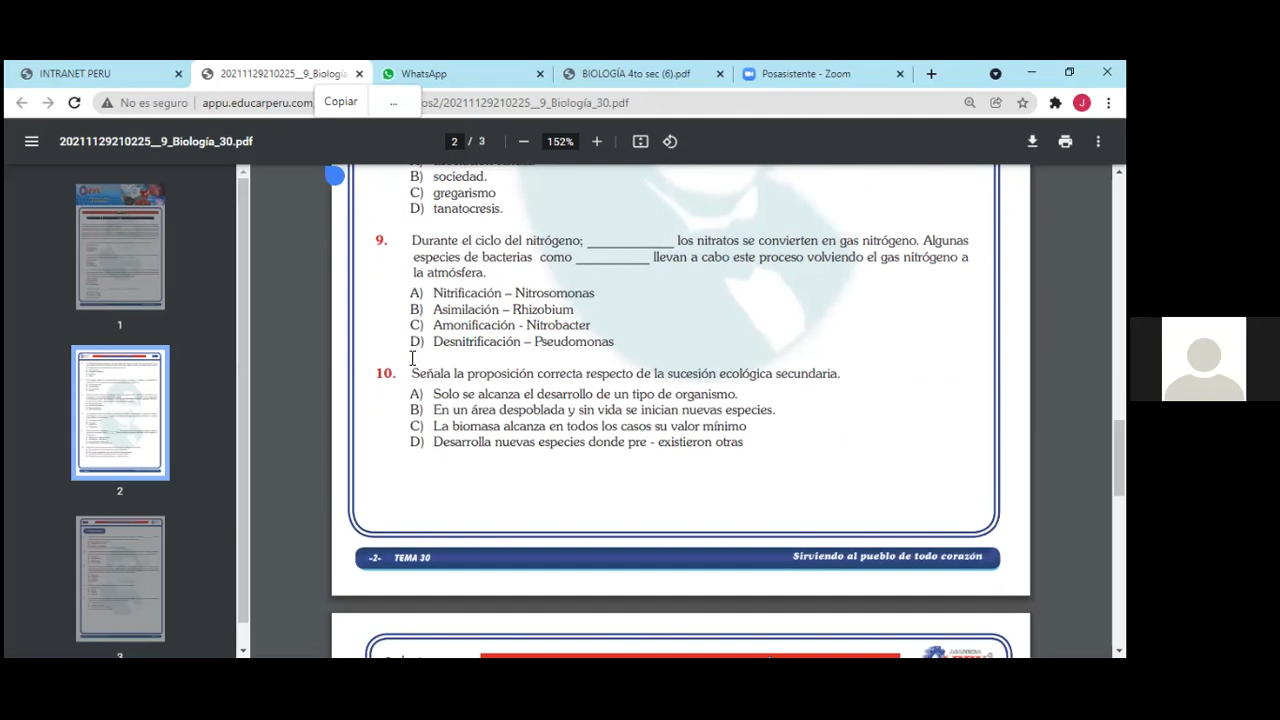 INTRANET PERU
20211129210225__9_Biología
WhatsApp
BIOLOGÍA 4to sec (6).pdf
Posasistente - Zoom
No es seguro
appu.educarperu.com
os2/20211129210225__9_Biología_30.pdf
Copiar
...
20211129210225__9_Biología_30.pdf
2 / 3
152%
B) sociedad.
C) gregarismo
D) tanatocresis.
9. Durante el ciclo del nitrógeno; ____________ los nitratos se convierten en gas nitrógeno. Algunas
especies de bacterias como __________ llevan a cabo este proceso volviendo el gas nitrógeno a
la atmósfera.
A) Nitrificación – Nitrosomonas
B) Asimilación – Rhizobium
C) Amonificación - Nitrobacter
D) Desnitrificación – Pseudomonas
10. Señala la proposición correcta respecto de la sucesión ecológica secundaria.
A) Solo se alcanza el desarrollo de un tipo de organismo.
B) En un área despoblada y sin vida se inician nuevas especies.
C) La biomasa alcanza en todos los casos su valor mínimo
D) Desarrolla nuevas especies donde pre - existieron otras
-2- TEMA 30
Sirviendo al pueblo de todo corazón
1
2
3
J